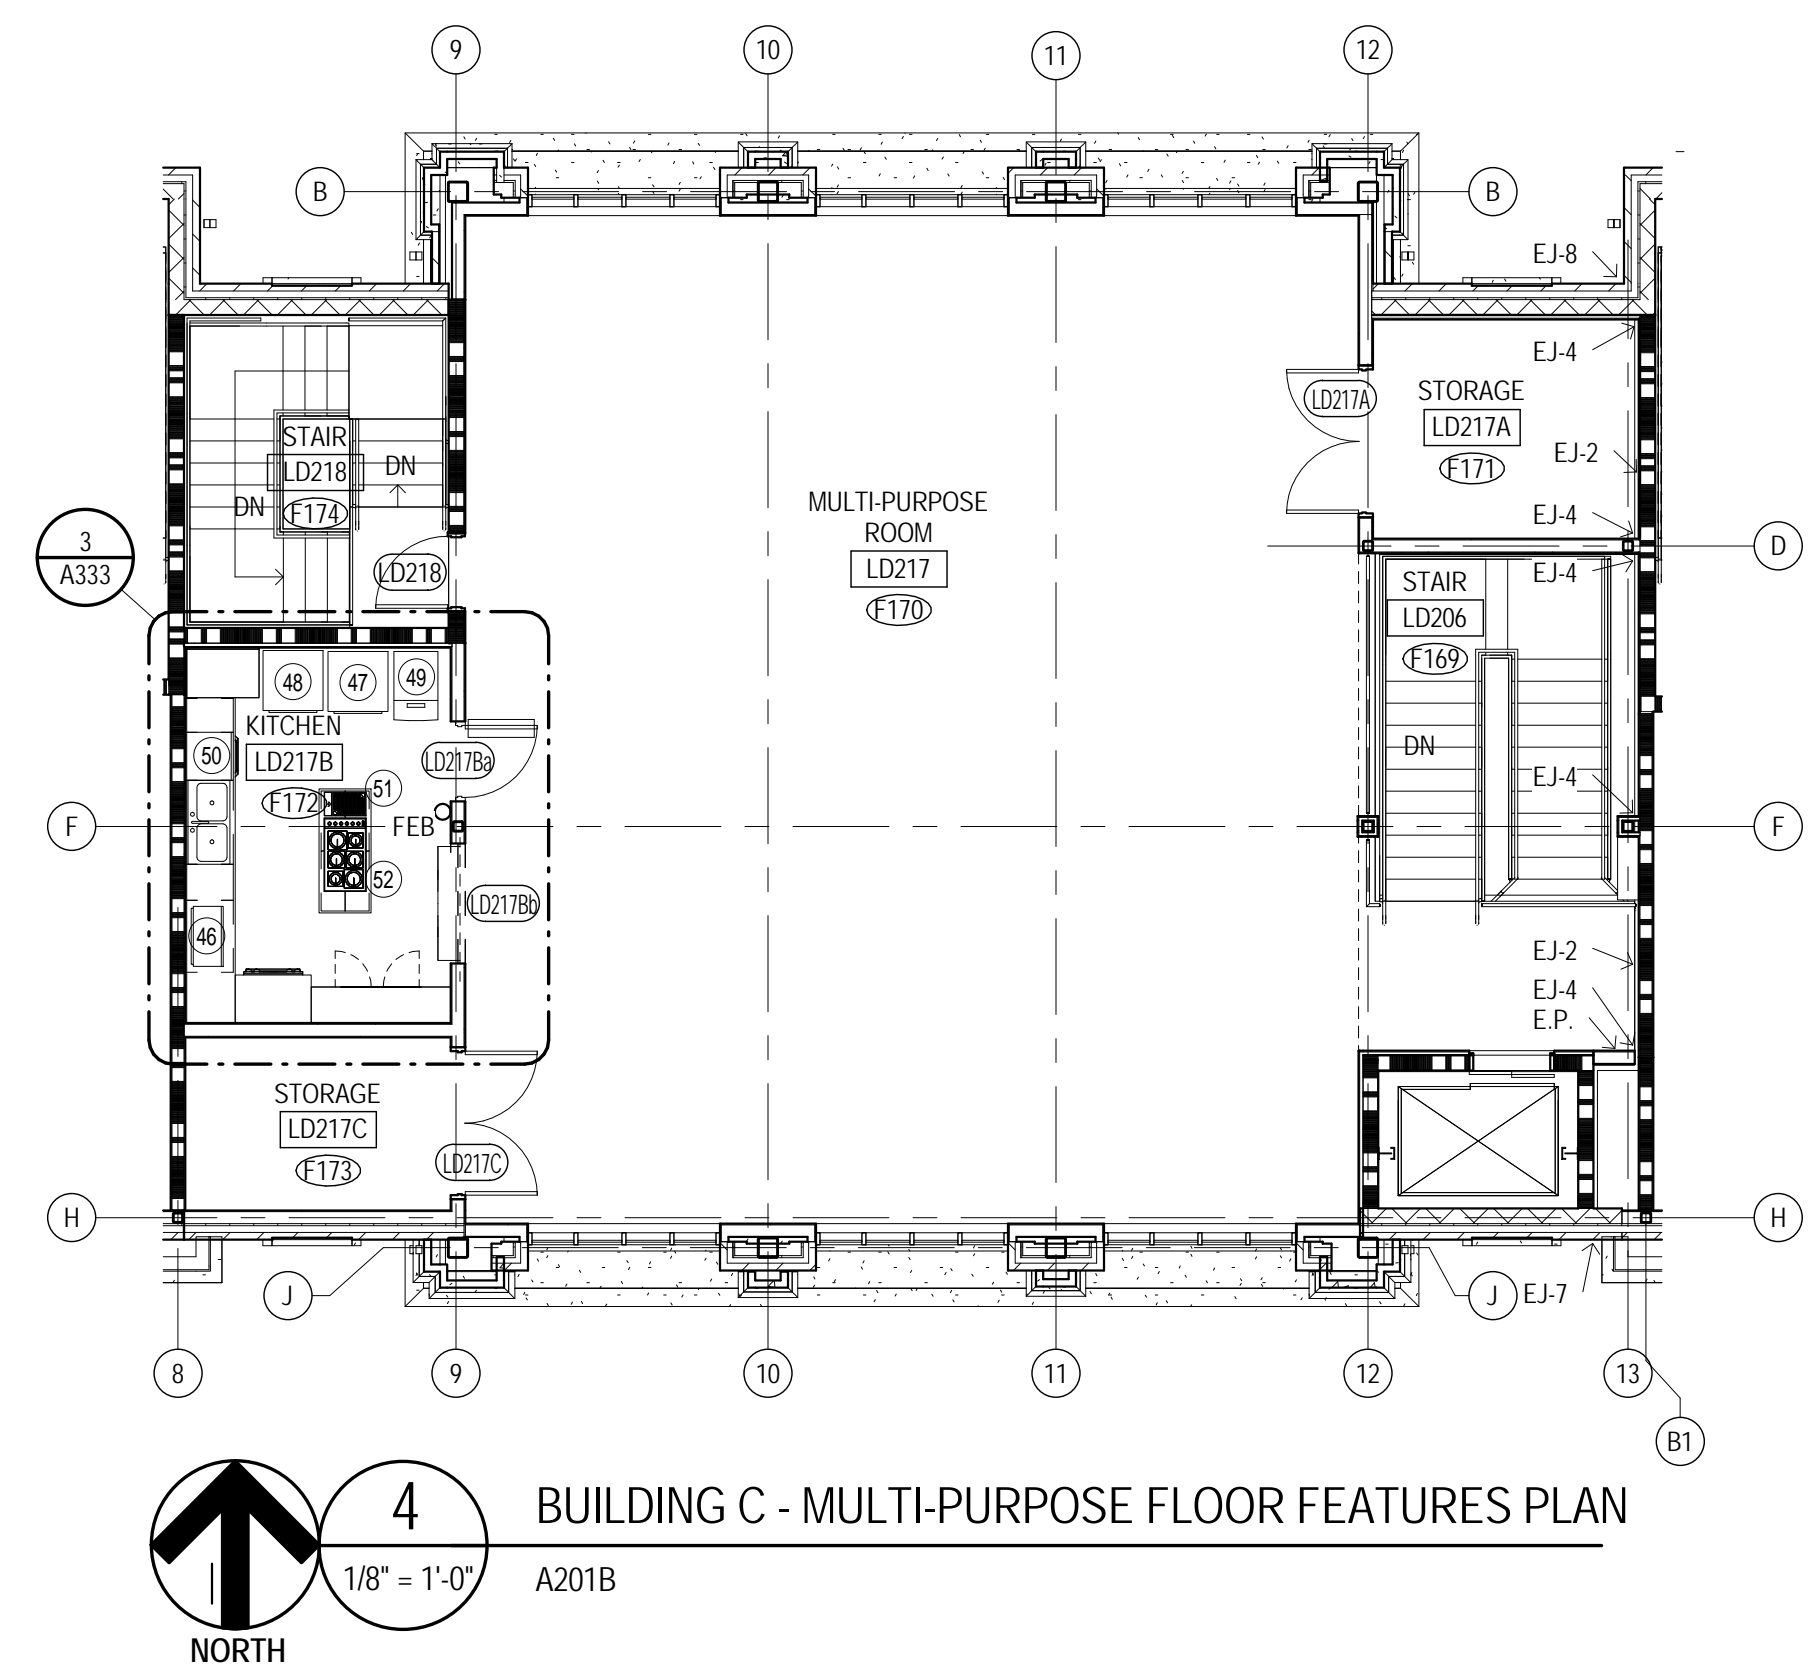 9
10
11
12
B
B
EJ-8
EJ-4
LD217A
STORAGE
LD217A
F171
EJ-2
EJ-4
STAIR
LD218
DN
DN
F174
MULTI-PURPOSE
ROOM
LD217
F170
D
3
A333
LD218
EJ-4
STAIR
LD206
F169
48
47
49
KITCHEN
LD217B
50
LD217Ba
DN
EJ-4
F172
51
F
FEB
F
52
LD217Bb
46
EJ-2
EJ-4
E.P.
STORAGE
LD217C
F173
LD217C
H
H
J
J
EJ-7
8
9
10
11
12
13
B1
4
BUILDING C - MULTI-PURPOSE FLOOR FEATURES PLAN
1/8" = 1'-0"
A201B
NORTH